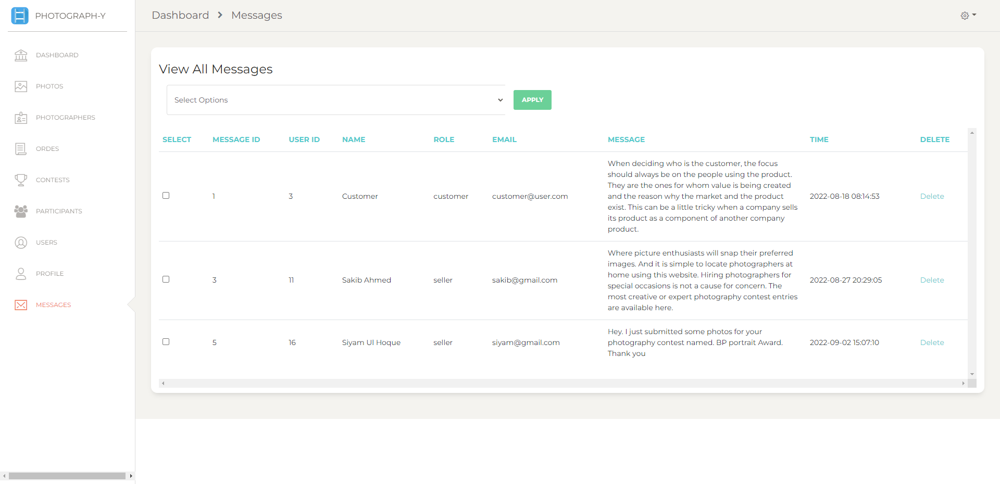 PHOTOGRAPH-Y
DASHBOARD
PHOTOS
PHOTOGRAPHERS
ORDES
CONTESTS
PARTICIPANTS
USERS
PROFILE
MESSAGES
Dashboard > Messages
View All Messages
Select Options
APPLY
SELECT MESSAGE ID USER ID NAME ROLE EMAIL MESSAGE TIME DELETE
1 3 Customer customer customer@user.com
When deciding who is the customer, the focus
should always be on the people using the product.
They are the ones for whom value is being created
and the reason why the market and the product
exist. This can be a little tricky when a company sells
its product as a component of another company
product.
2022-08-18 08:14:53 Delete
3 11 Sakib Ahmed seller sakib@gmail.com
Where picture enthusiasts will snap their preferred
images. And it is simple to locate photographers at
home using this website. Hiring photographers for
special occasions is not a cause for concern. The
most creative or expert photography contest entries
are available here.
2022-08-27 20:29:05 Delete
5 16 Siyam Ul Hoque seller siyam@gmail.com
Hey. I just submitted some photos for your
photography contest named. BP portrait Award.
Thank you
2022-09-02 15:07:10 Delete